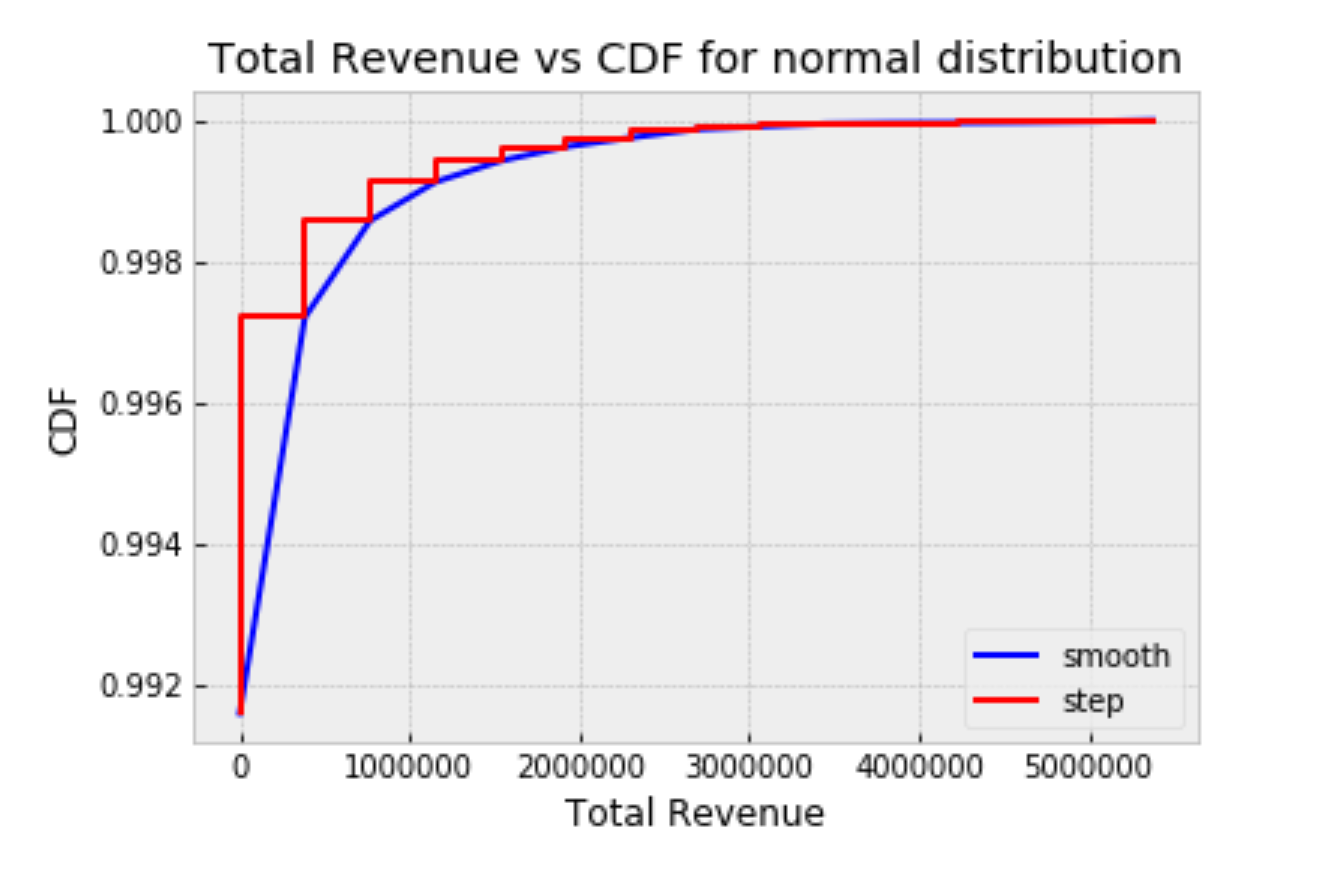 Total Revenue vs CDF for normal distribution
1.000
0.998
0.996
0.994
0.992
CDF
0 1000000 2000000 3000000 4000000 5000000
Total Revenue
smooth
step